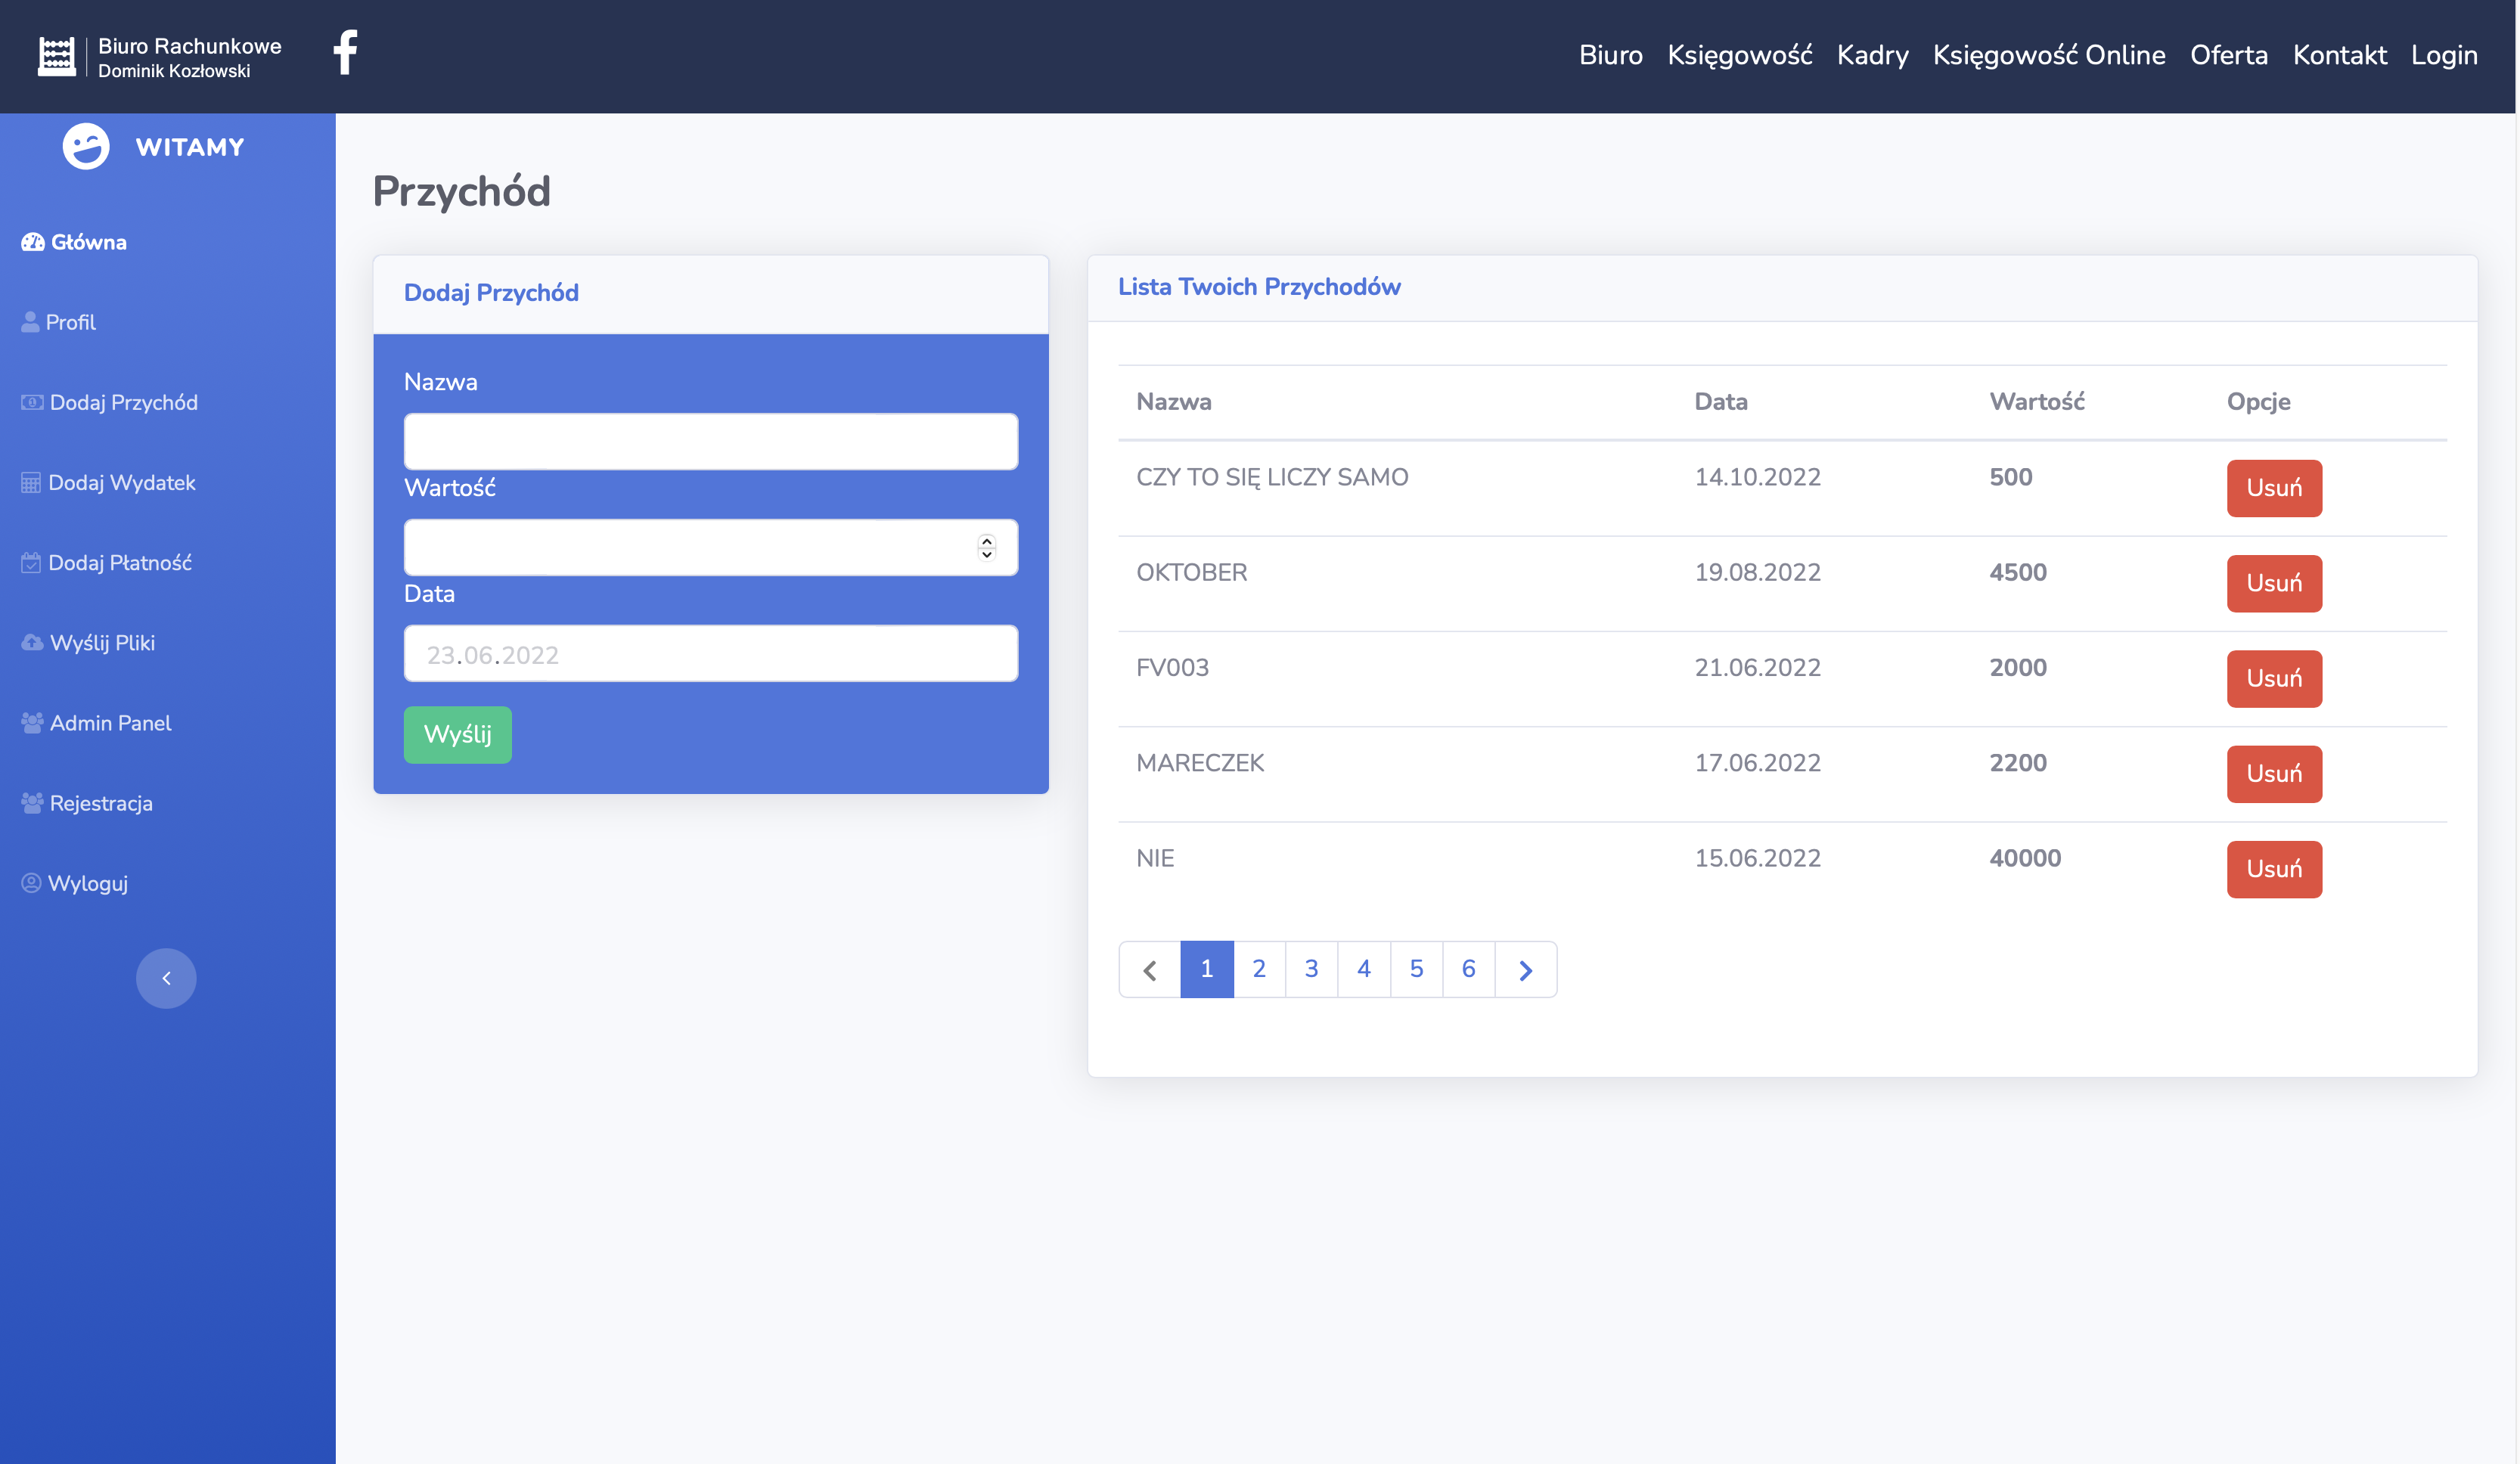 Biuro Rachunkowe
Dominik Kozłowski
Biuro Księgowość Kadry Księgowość Online Oferta Kontakt Login
WITAMY
Główna
Profil
Dodaj Przychód
Dodaj Wydatek
Dodaj Płatność
Wyślij Pliki
Admin Panel
Rejestracja
Wyloguj
Przychód
Dodaj Przychód
Nazwa
Wartość
Data
23.06.2022
Wyślij
Lista Twoich Przychodów
Nazwa Data Wartość Opcje
CZY TO SIĘ LICZY SAMO 14.10.2022 500 Usuń
OKTOBER 19.08.2022 4500 Usuń
FV003 21.06.2022 2000 Usuń
MARECZEK 17.06.2022 2200 Usuń
NIE 15.06.2022 40000 Usuń
1 2 3 4 5 6